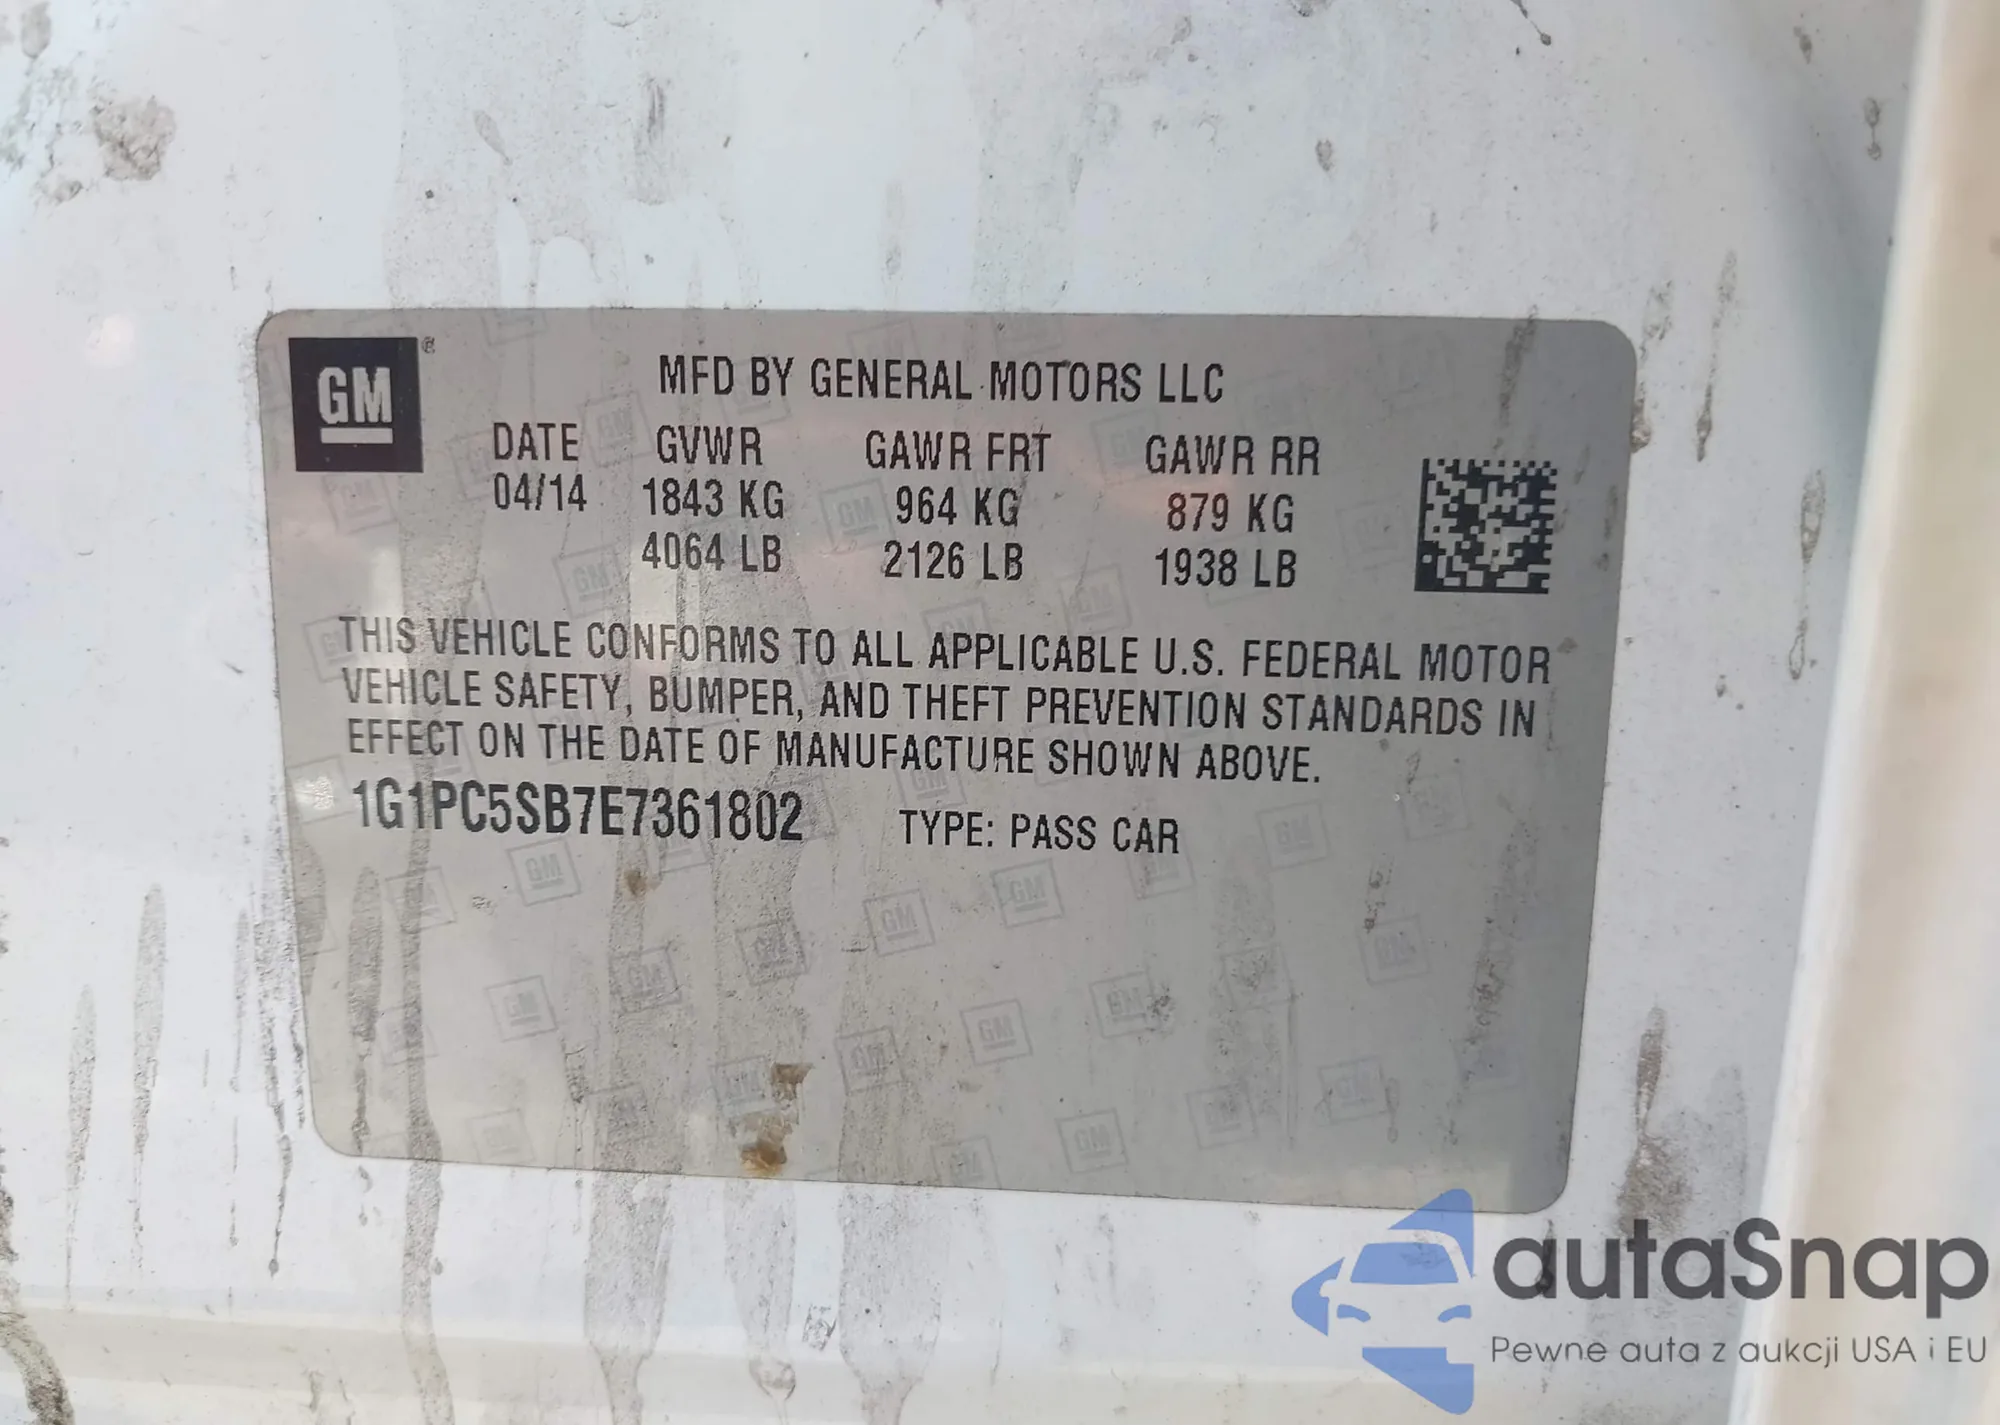 GM
MFD BY GENERAL MOTORS LLC
DATE GVWR GAWR FRT GAWR RR
04/14 1843 KG 964 KG 879 KG
4064 LB 2126 LB 1938 LB
THIS VEHICLE CONFORMS TO ALL APPLICABLE U.S. FEDERAL MOTOR
VEHICLE SAFETY, BUMPER, AND THEFT PREVENTION STANDARDS IN
EFFECT ON THE DATE OF MANUFACTURE SHOWN ABOVE.
1G1PC5SB7E7361802 TYPE: PASS CAR
autaSnap
Pewne auta z aukcji USA i EU